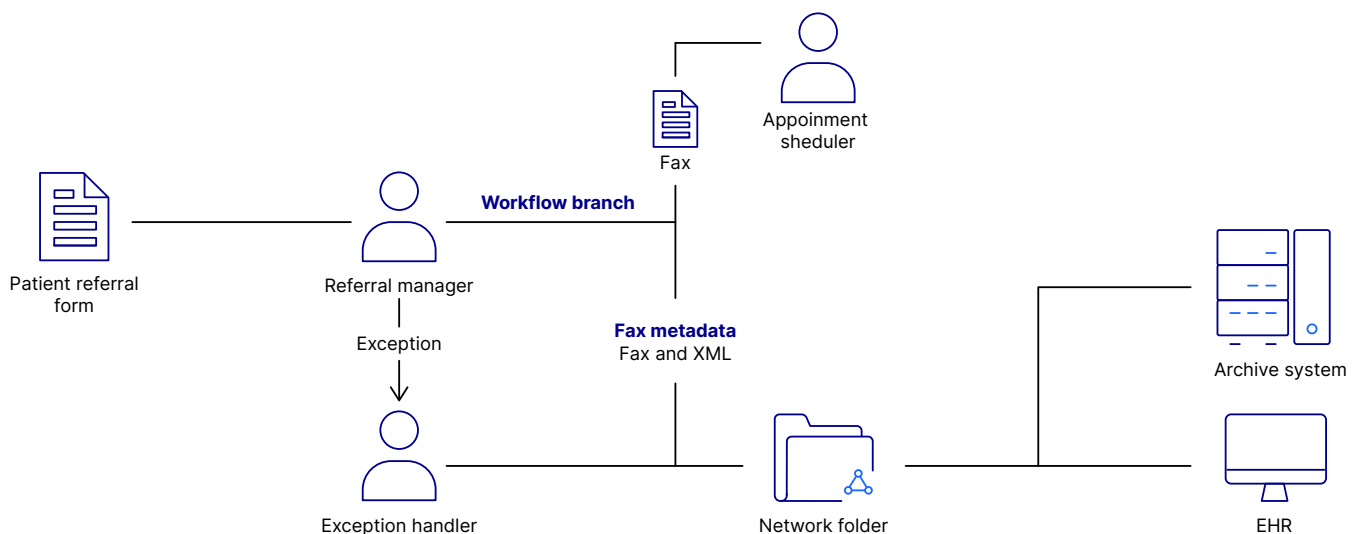 Appoinment
sheduler
Fax
Workflow branch
Patient referral
form
Referral manager
Exception
Fax metadata
Fax and XML
Archive system
Exception handler
Network folder
EHR